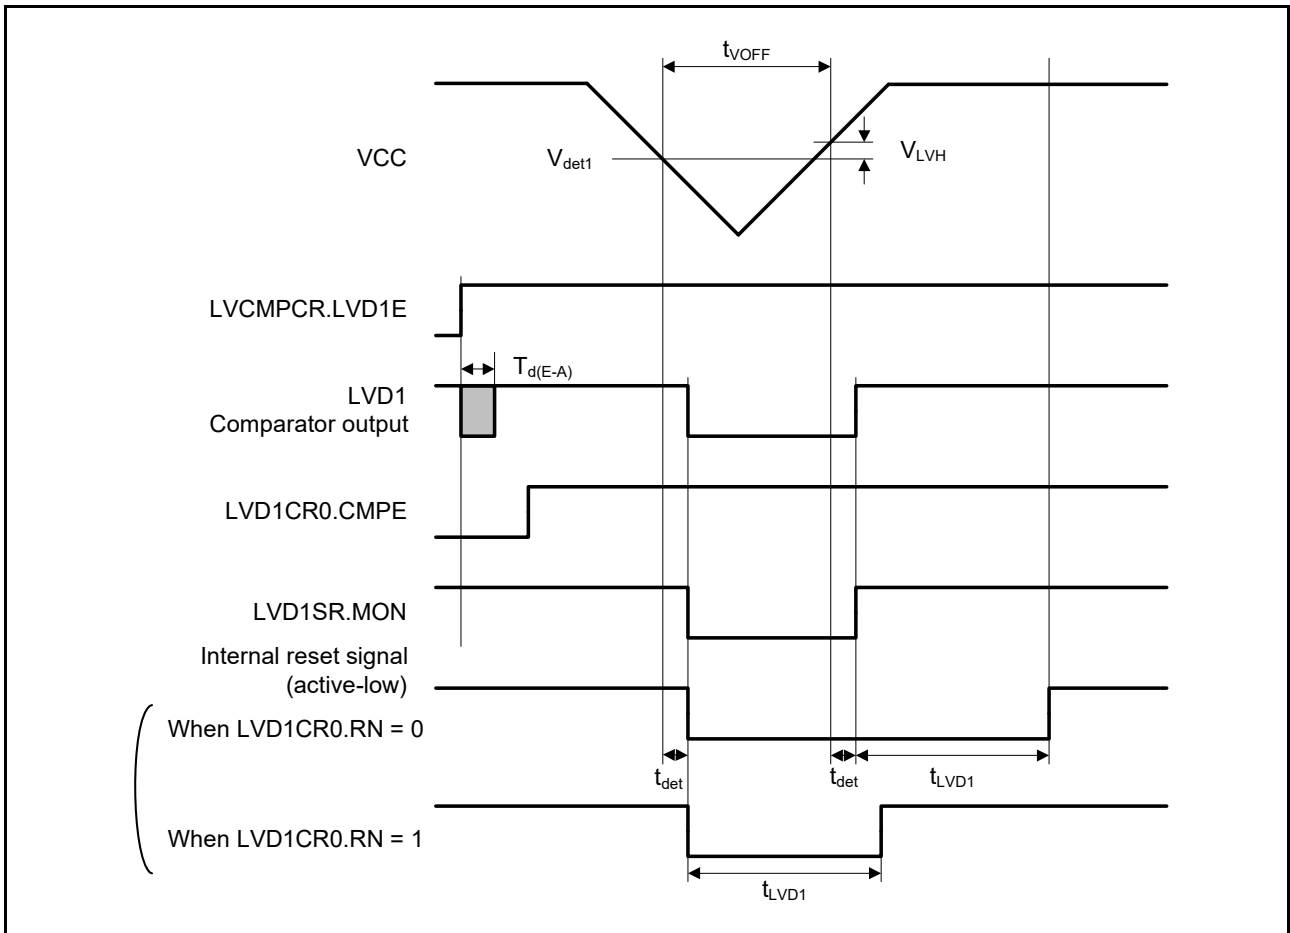 tVOFF
VCC
Vdet1
VLVH
LVCMPCR.LVD1E
Td(E-A)
LVD1
Comparator output
LVD1CR0.CMPE
LVD1SR.MON
Internal reset signal
(active-low)
When LVD1CR0.RN = 0
tdet
tdet
tLVD1
When LVD1CR0.RN = 1
tLVD1